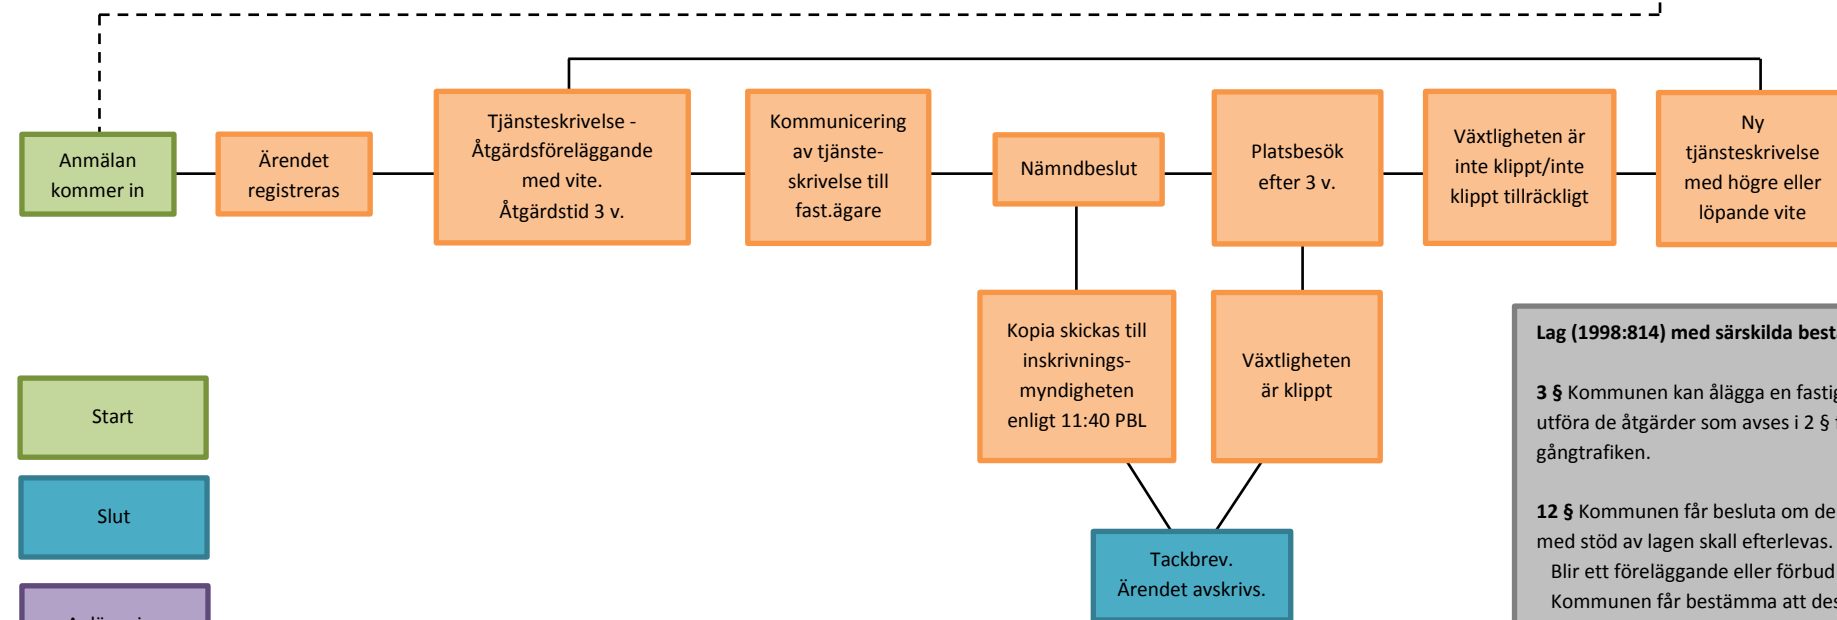 Anmälan
kommer in
Ärendet
registreras
Tjänsteskrivelse -
Åtgärdsföreläggande
med vite.
Åtgärdstid 3 v.
Kommunicering
av tjänste-
skrivelse till
fast.ägare
Nämndbeslut
Platsbesök
efter 3 v.
Växtligheten är
inte klippt/inte
klippt tillräckligt
Ny
tjänsteskrivelse
med högre eller
löpande vite
Kopia skickas till
inskrivnings-
myndigheten
enligt 11:40 PBL
Växtligheten
är klippt
Tackbrev.
Ärendet avskrivs.
Start
Slut
Lag (1998:814) med särskilda
3 § Kommunen kan ålägga en
utföra de åtgärder som avses i 2 §
gångtrafiken.
12 § Kommunen får besluta om
med stöd av lagen skall efterlevas.
Blir ett föreläggande eller förbud
Kommunen får bestämma att